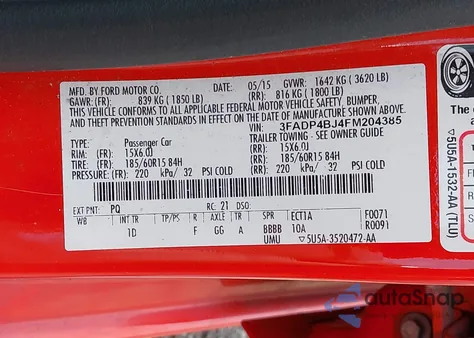 MFD. BY FORD MOTOR CO. DATE: 05/15 GVWR: 1642 KG ( 3620 LB)
GAWR: (FR): 839 KG ( 1850 LB) (RR): 816 KG ( 1800 LB)
THIS VEHICLE CONFORMS TO ALL APPLICABLE FEDERAL MOTOR VEHICLE SAFETY, BUMPER,
AND THEFT PREVENTION STANDARDS IN EFFECT ON THE DATE OF MANUFACTURE SHOWN ABOVE.
VIN: 3FADP4BJ4FM204385
TYPE: Passenger Car TRAILER TOWING - SEE OWNER GUIDE
RIM: (FR): 15X6.0J (RR): 15X6.0J
TIRE: (FR): 185/60R15 84H (RR): 185/60R15 84H
PRESSURE: (FR): 220 kPa/ 32 PSI COLD (RR): 220 kPa/ 32 PSI COLD
EXT PNT: PQ RC: 21 DSO:
WB INT TR TP/PS R AXLE TR SPR ECT1A F0071
1D F GG A BBBB 10A R0091
UMU ▽5U5A-3520472-AA
▽5U5A-1532-AA (TLU)
autoSnap